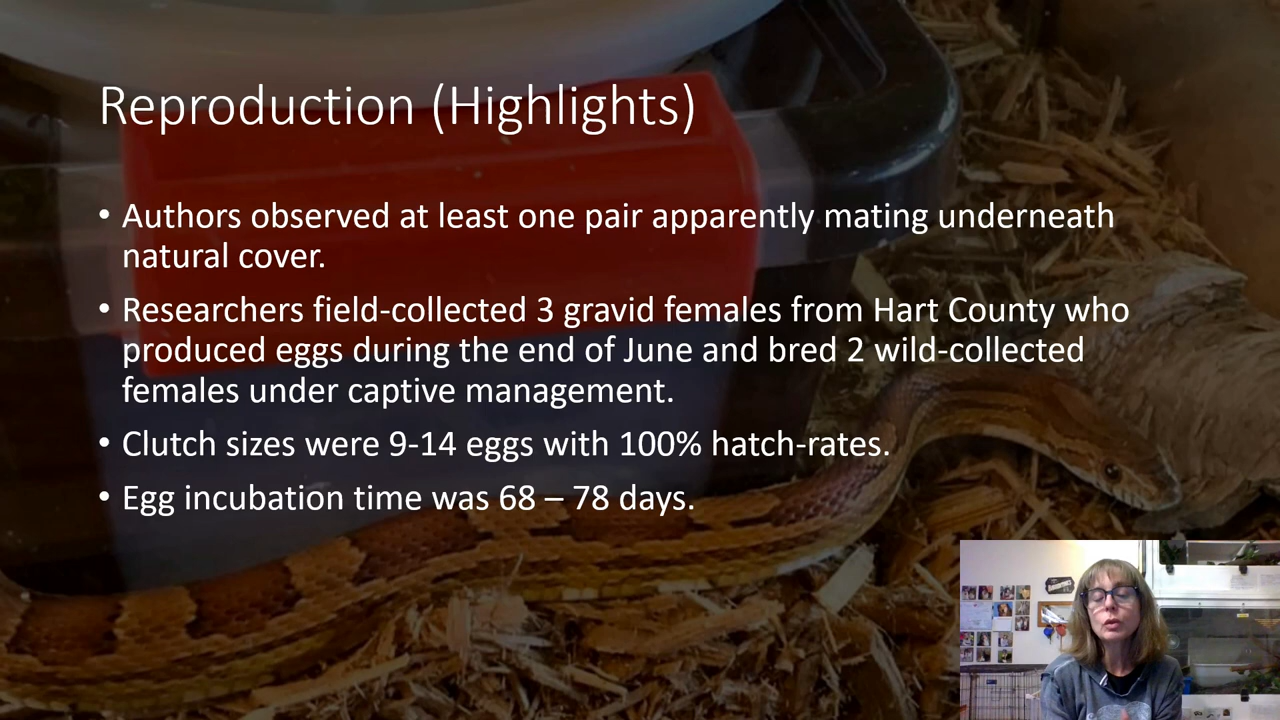 Reproduction (Highlights)
• Authors observed at least one pair apparently mating underneath
natural cover.
• Researchers field-collected 3 gravid females from Hart County who
produced eggs during the end of June and bred 2 wild-collected
females under captive management.
• Clutch sizes were 9-14 eggs with 100% hatch-rates.
• Egg incubation time was 68 – 78 days.